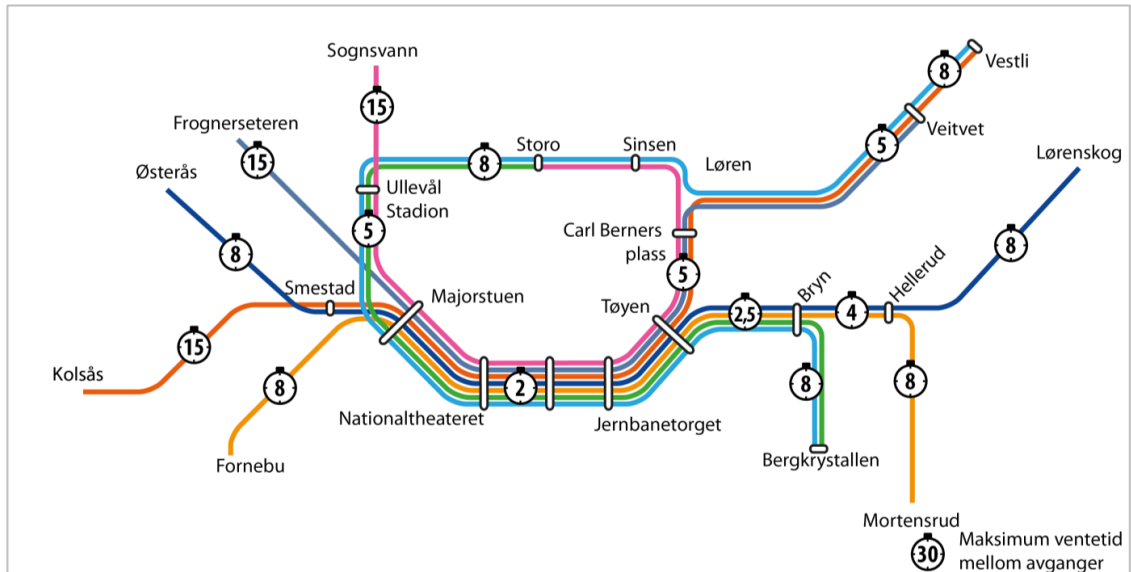 Sognsvann
15
8
Vestli
Frognerseteren
15
Storo
Sinsen
8
Løren
5
Veitvet
Østerås
Lørenskog
Ullevål
Stadion
5
Carl Berners
plass
8
5
8
Smestad
Majorstuen
Tøyen
Bryn
Hellerud
2,5
4
15
Kolsås
8
2
8
8
Nationaltheateret
Jernbanetorget
Fornebu
Bergkrystallen
Mortensrud
30
Maksimum ventetid
mellom avganger